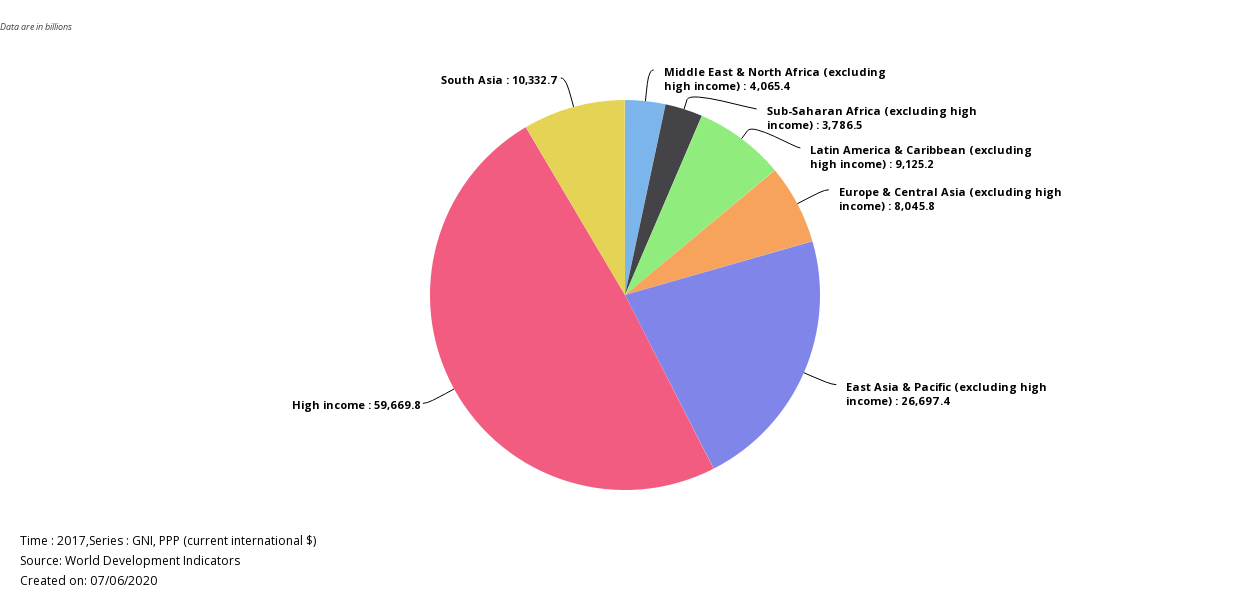 Data are in billions
South Asia : 10,332.7
Middle East & North Africa (excluding
high income) : 4,065.4
Sub-Saharan Africa (excluding high
income) : 3,786.5
Latin America & Caribbean (excluding
high income) : 9,125.2
Europe & Central Asia (excluding high
income) : 8,045.8
East Asia & Pacific (excluding high
income) : 26,697.4
High income : 59,669.8
Time : 2017,Series : GNI, PPP (current international $)
Source: World Development Indicators
Created on: 07/06/2020